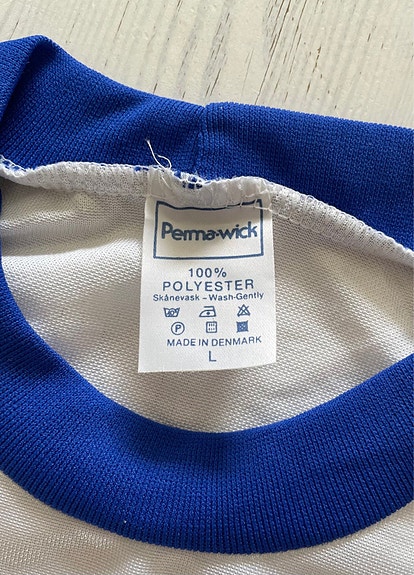 Perma-wick
100%
POLYESTER
Skånevask - Wash-Gently
P
MADE IN DENMARK
L